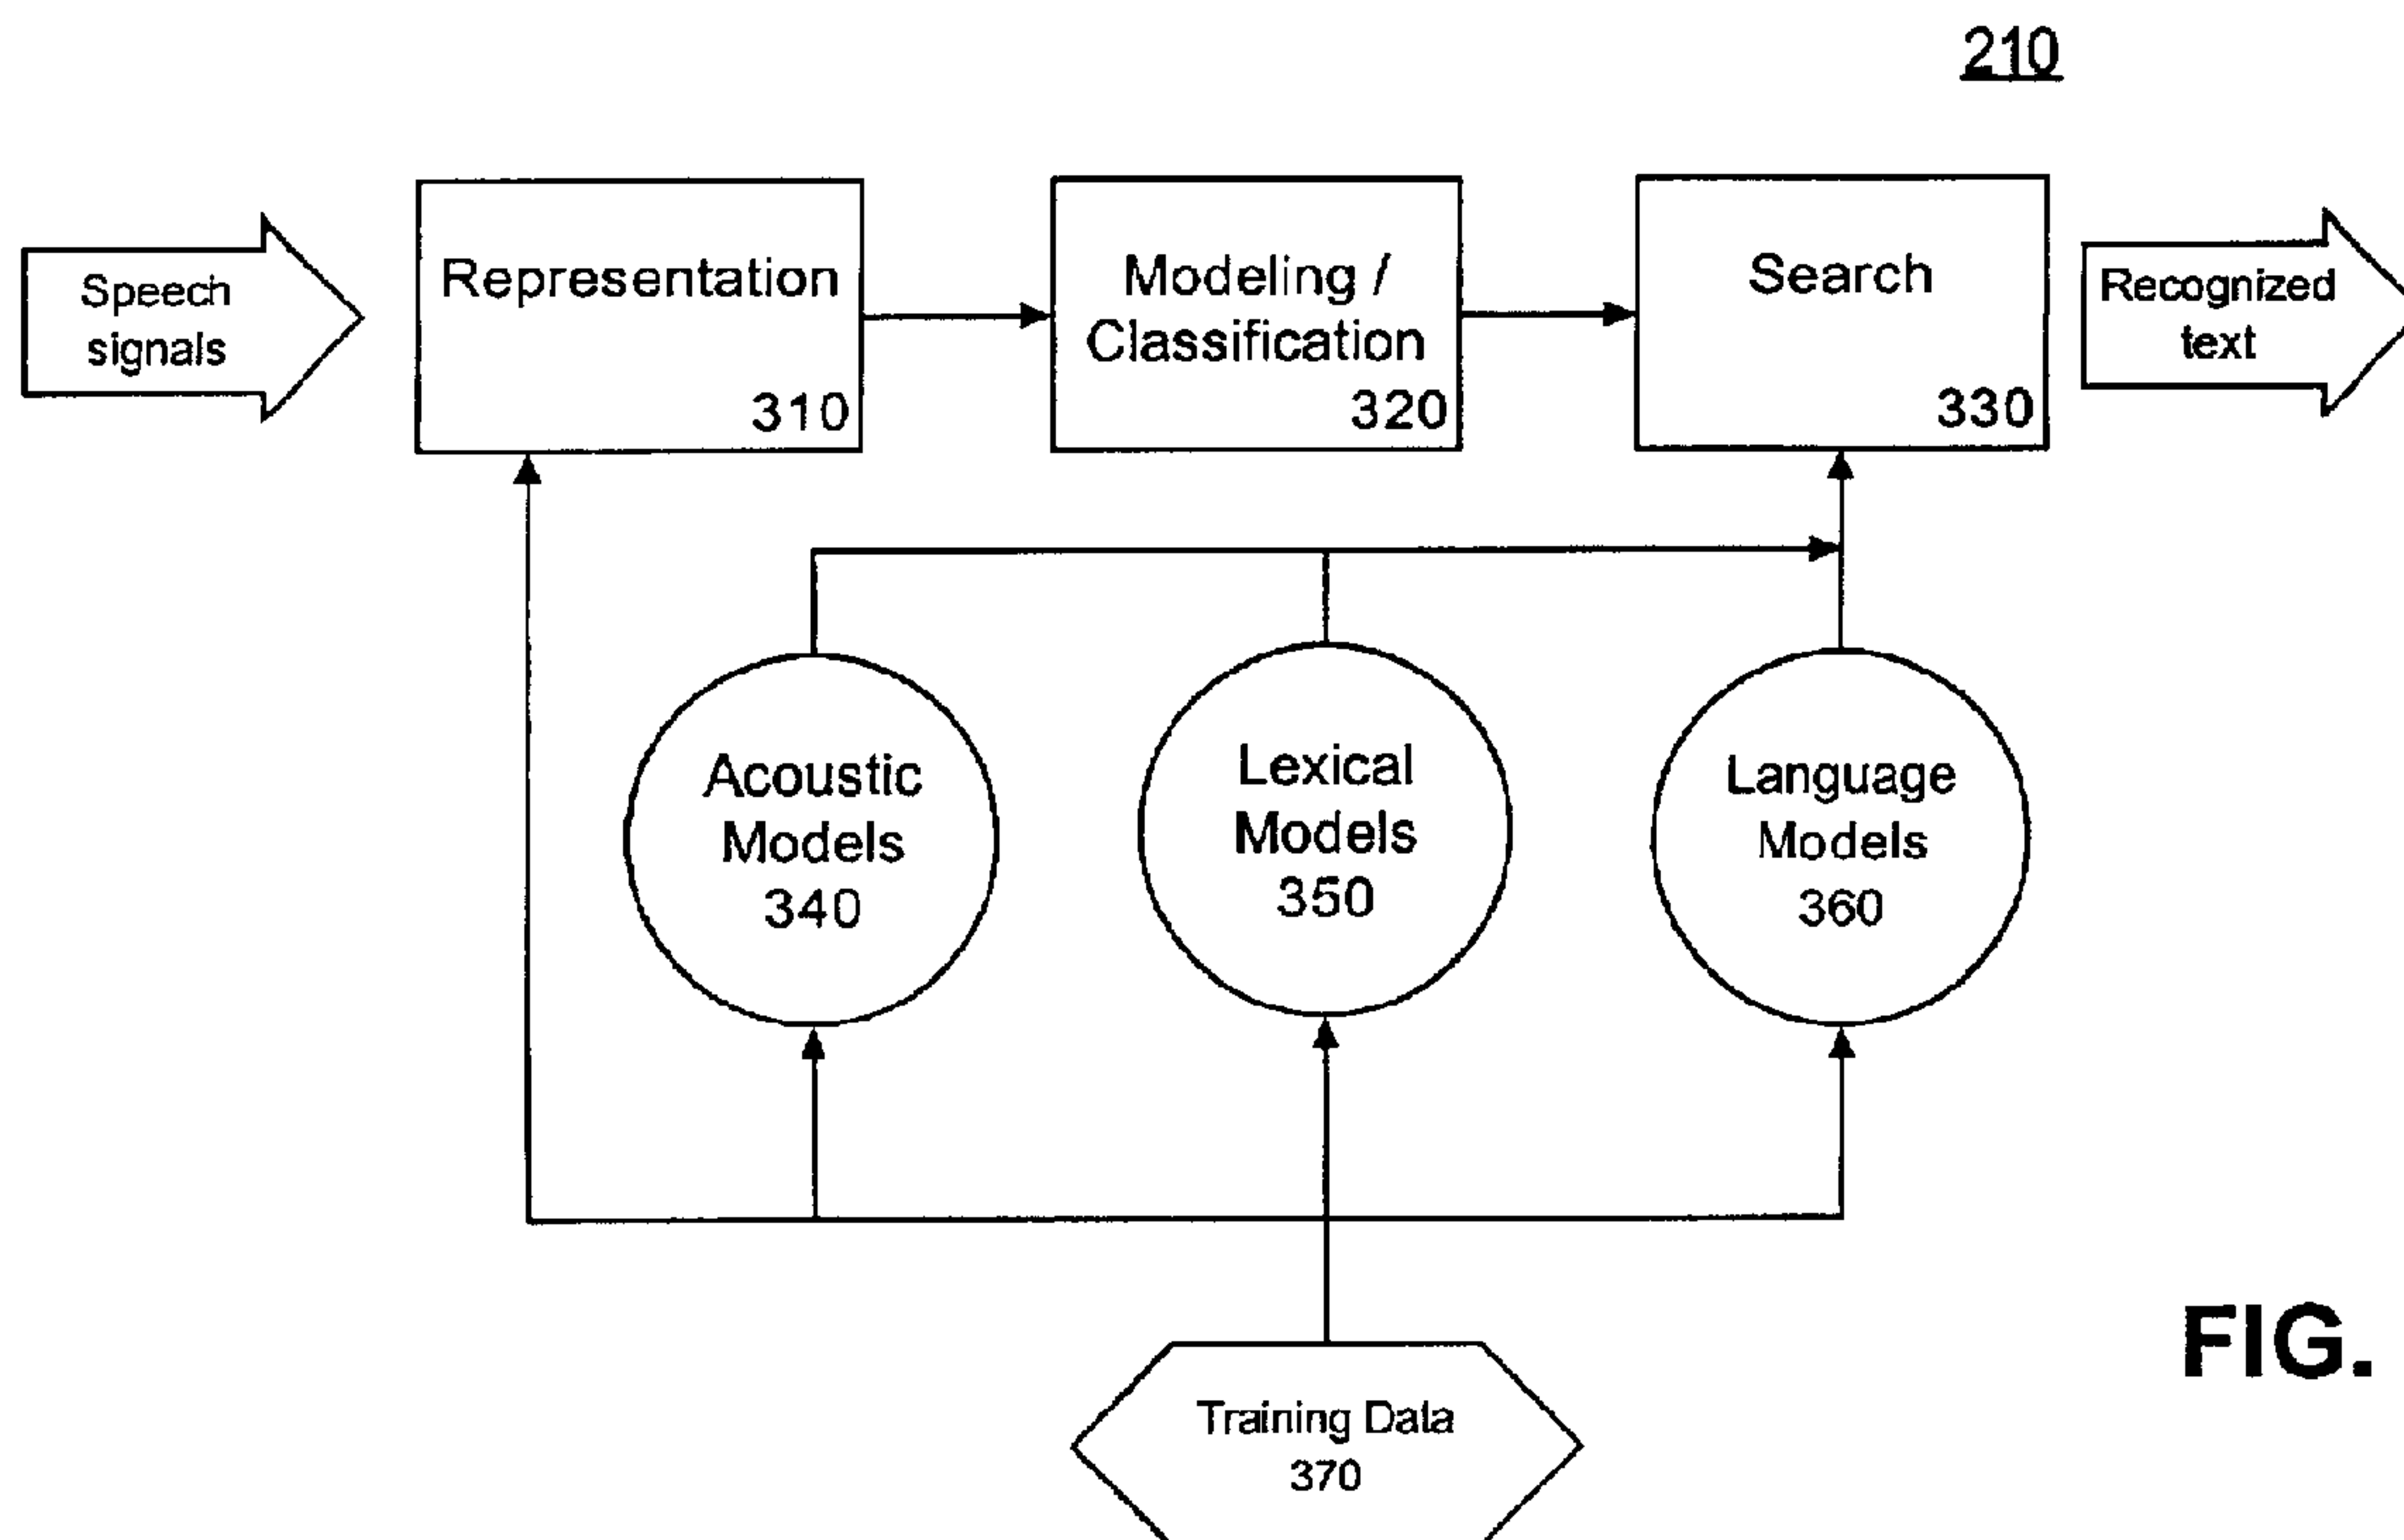 210
Speech
signals
Representation
310
Modeling /
Classification
320
Search
330
Recognized
text
Acoustic
Models
340
Lexical
Models
350
Language
Models
360
Training Data
370
FIG.